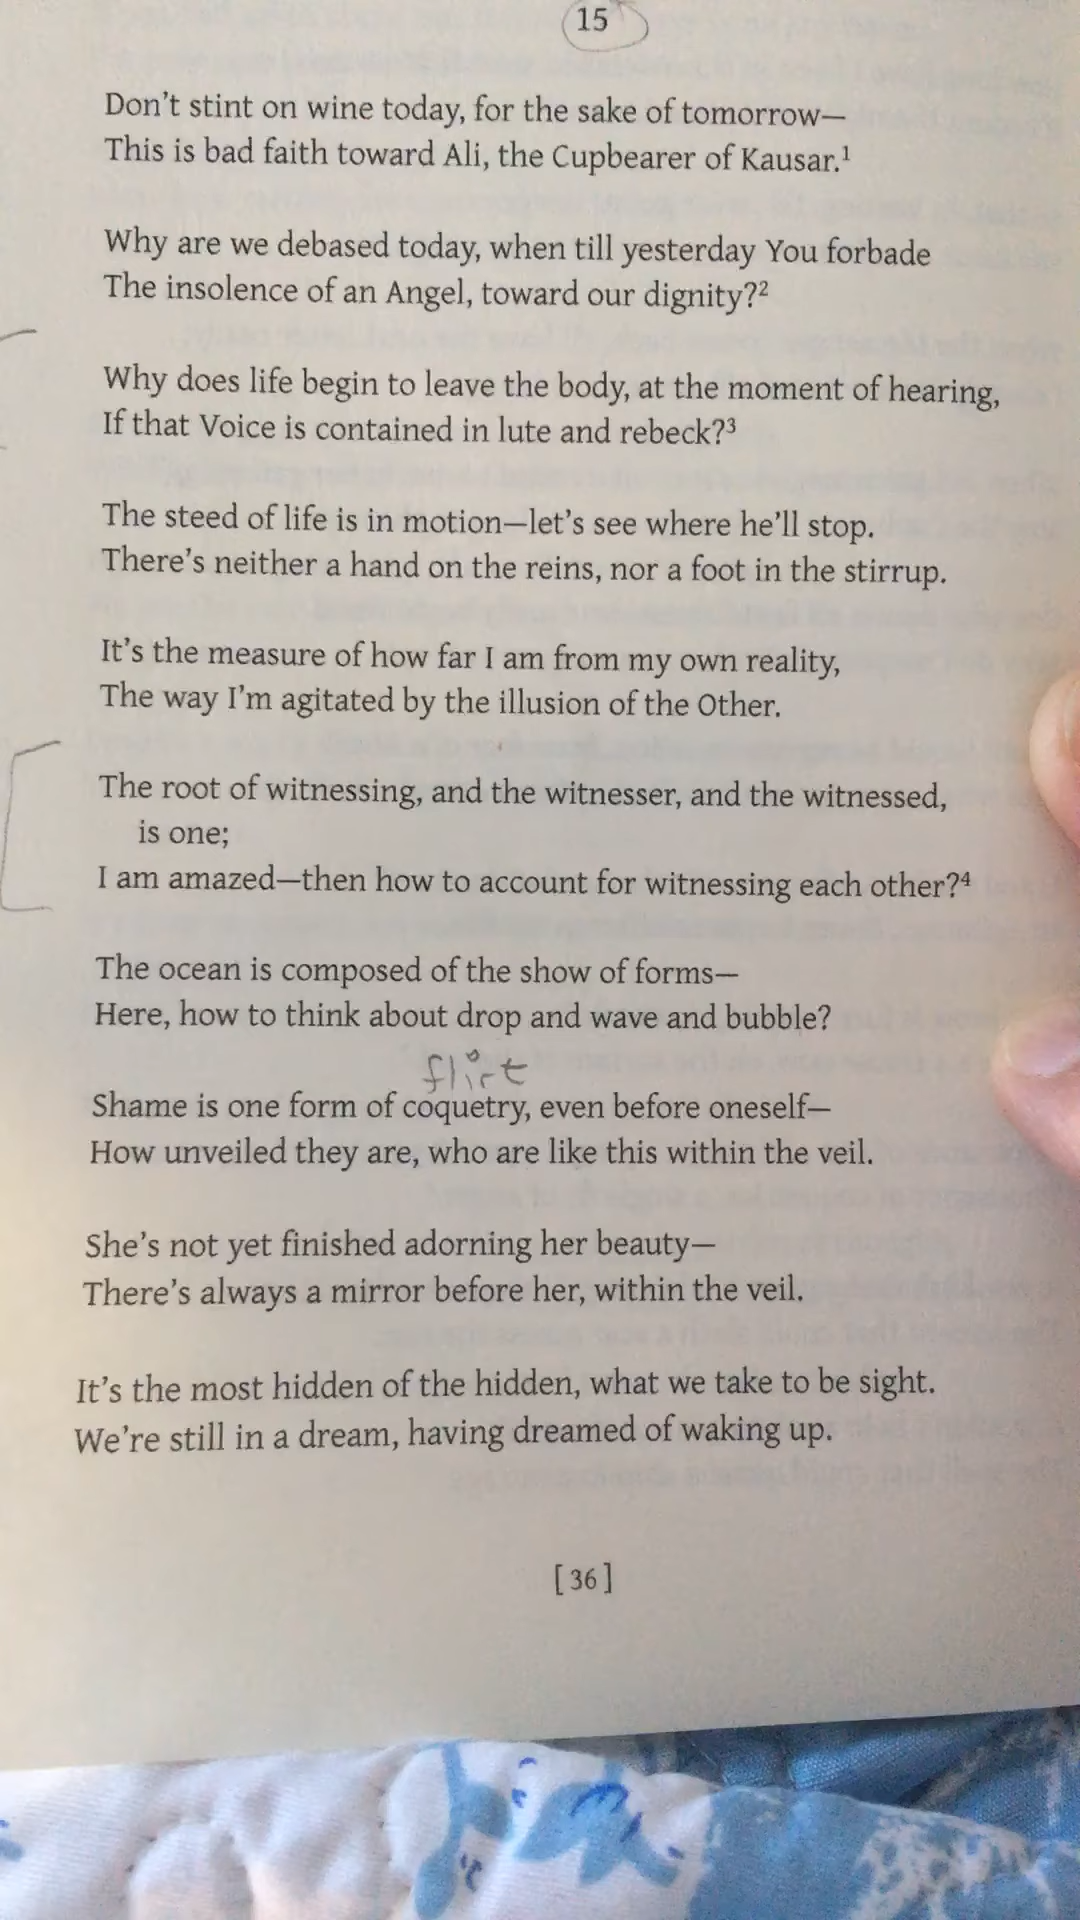 15
Don't stint on wine today, for the sake of tomorrow—
This is bad faith toward Ali, the Cupbearer of Kausar.¹
Why are we debased today, when till yesterday You forbade
The insolence of an Angel, toward our dignity?²
Why does life begin to leave the body, at the moment of hearing,
If that Voice is contained in lute and rebeck?³
The steed of life is in motion—let's see where he'll stop.
There's neither a hand on the reins, nor a foot in the stirrup.
It's the measure of how far I am from my own reality,
The way I'm agitated by the illusion of the Other.
The root of witnessing, and the witnesser, and the witnessed,
is one;
I am amazed—then how to account for witnessing each other?⁴
The ocean is composed of the show of forms—
Here, how to think about drop and wave and bubble?
flirt
Shame is one form of coquetry, even before oneself—
How unveiled they are, who are like this within the veil.
She's not yet finished adorning her beauty—
There's always a mirror before her, within the veil.
It's the most hidden of the hidden, what we take to be sight.
We're still in a dream, having dreamed of waking up.
[36]